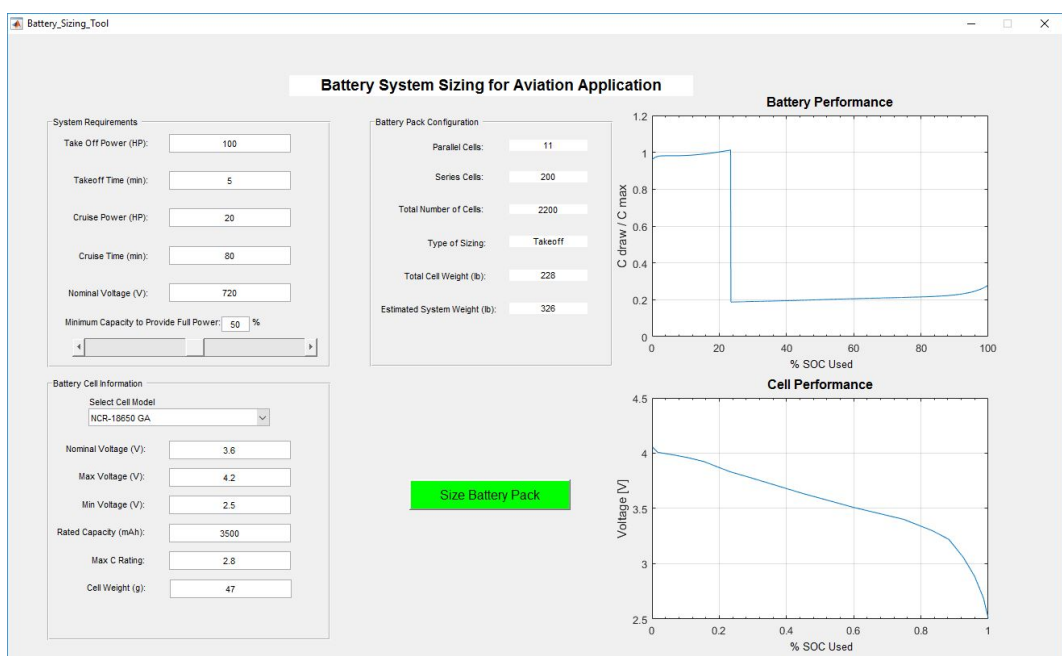 Battery_Sizing_Tool
Battery System Sizing for Aviation Application
System Requirements
Take Off Power (HP): 100
Takeoff Time (min): 5
Cruise Power (HP): 20
Cruise Time (min): 80
Nominal Voltage (V): 720
Minimum Capacity to Provide Full Power: 50 %
Battery Pack Configuration
Parallel Cells: 11
Series Cells: 200
Total Number of Cells: 2200
Type of Sizing: Takeoff
Total Cell Weight (lb): 228
Estimated System Weight (lb): 326
Battery Cell Information
Select Cell Model
NCR-18650 GA
Nominal Voltage (V): 3.6
Max Voltage (V): 4.2
Min Voltage (V): 2.5
Rated Capacity (mAh): 3500
Max C Rating: 2.8
Cell Weight (g): 47
Size Battery Pack
Battery Performance
C draw / C max
1.2
1
0.8
0.6
0.4
0.2
0
0 20 40 60 80 100
% SOC Used
Cell Performance
Voltage [V]
4.5
4
3.5
3
2.5
0 0.2 0.4 0.6 0.8 1
% SOC Used